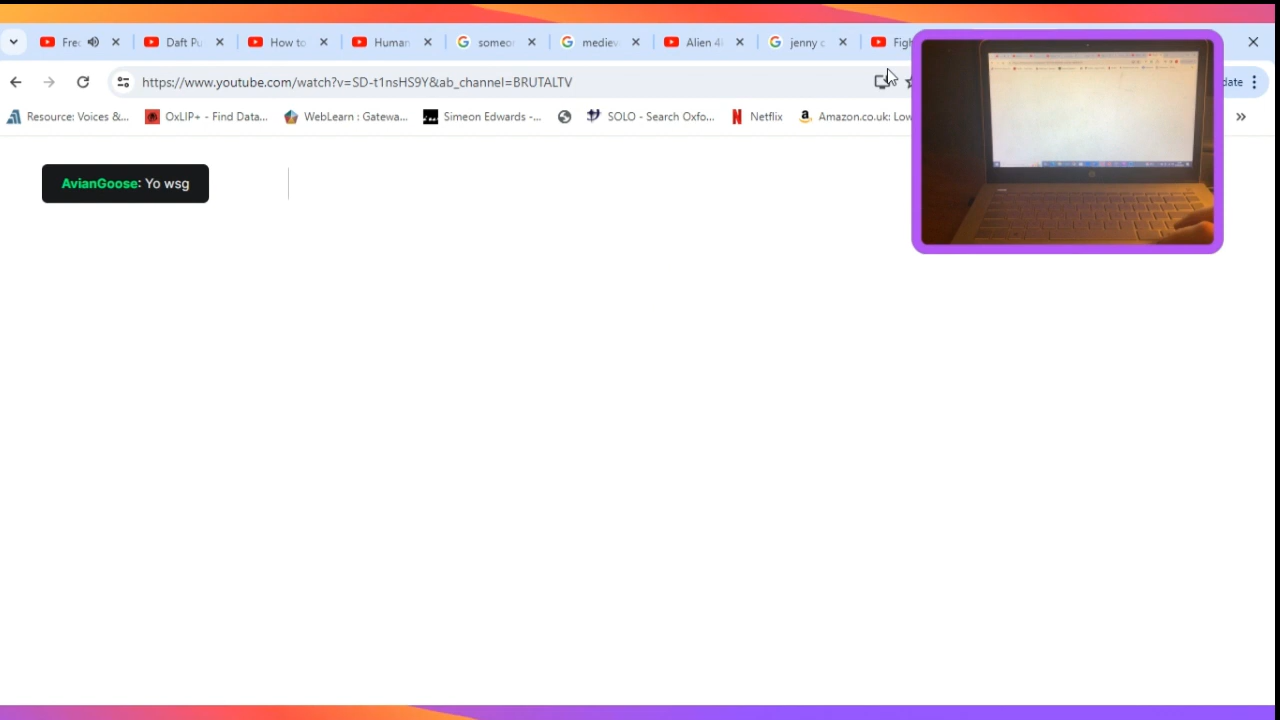 Fre
Daft P
How to
Human
someo
mediev
Alien 4
jenny c
Figh
https://www.youtube.com/watch?v=SD-t1nsHS9Y&ab_channel=BRUTALTV
date
Resource: Voices &...
OxLIP+ - Find Data...
WebLearn : Gatewa...
Simeon Edwards -...
SOLO - Search Oxfo...
Netflix
Amazon.co.uk: Low
AvianGoose: Yo wsg